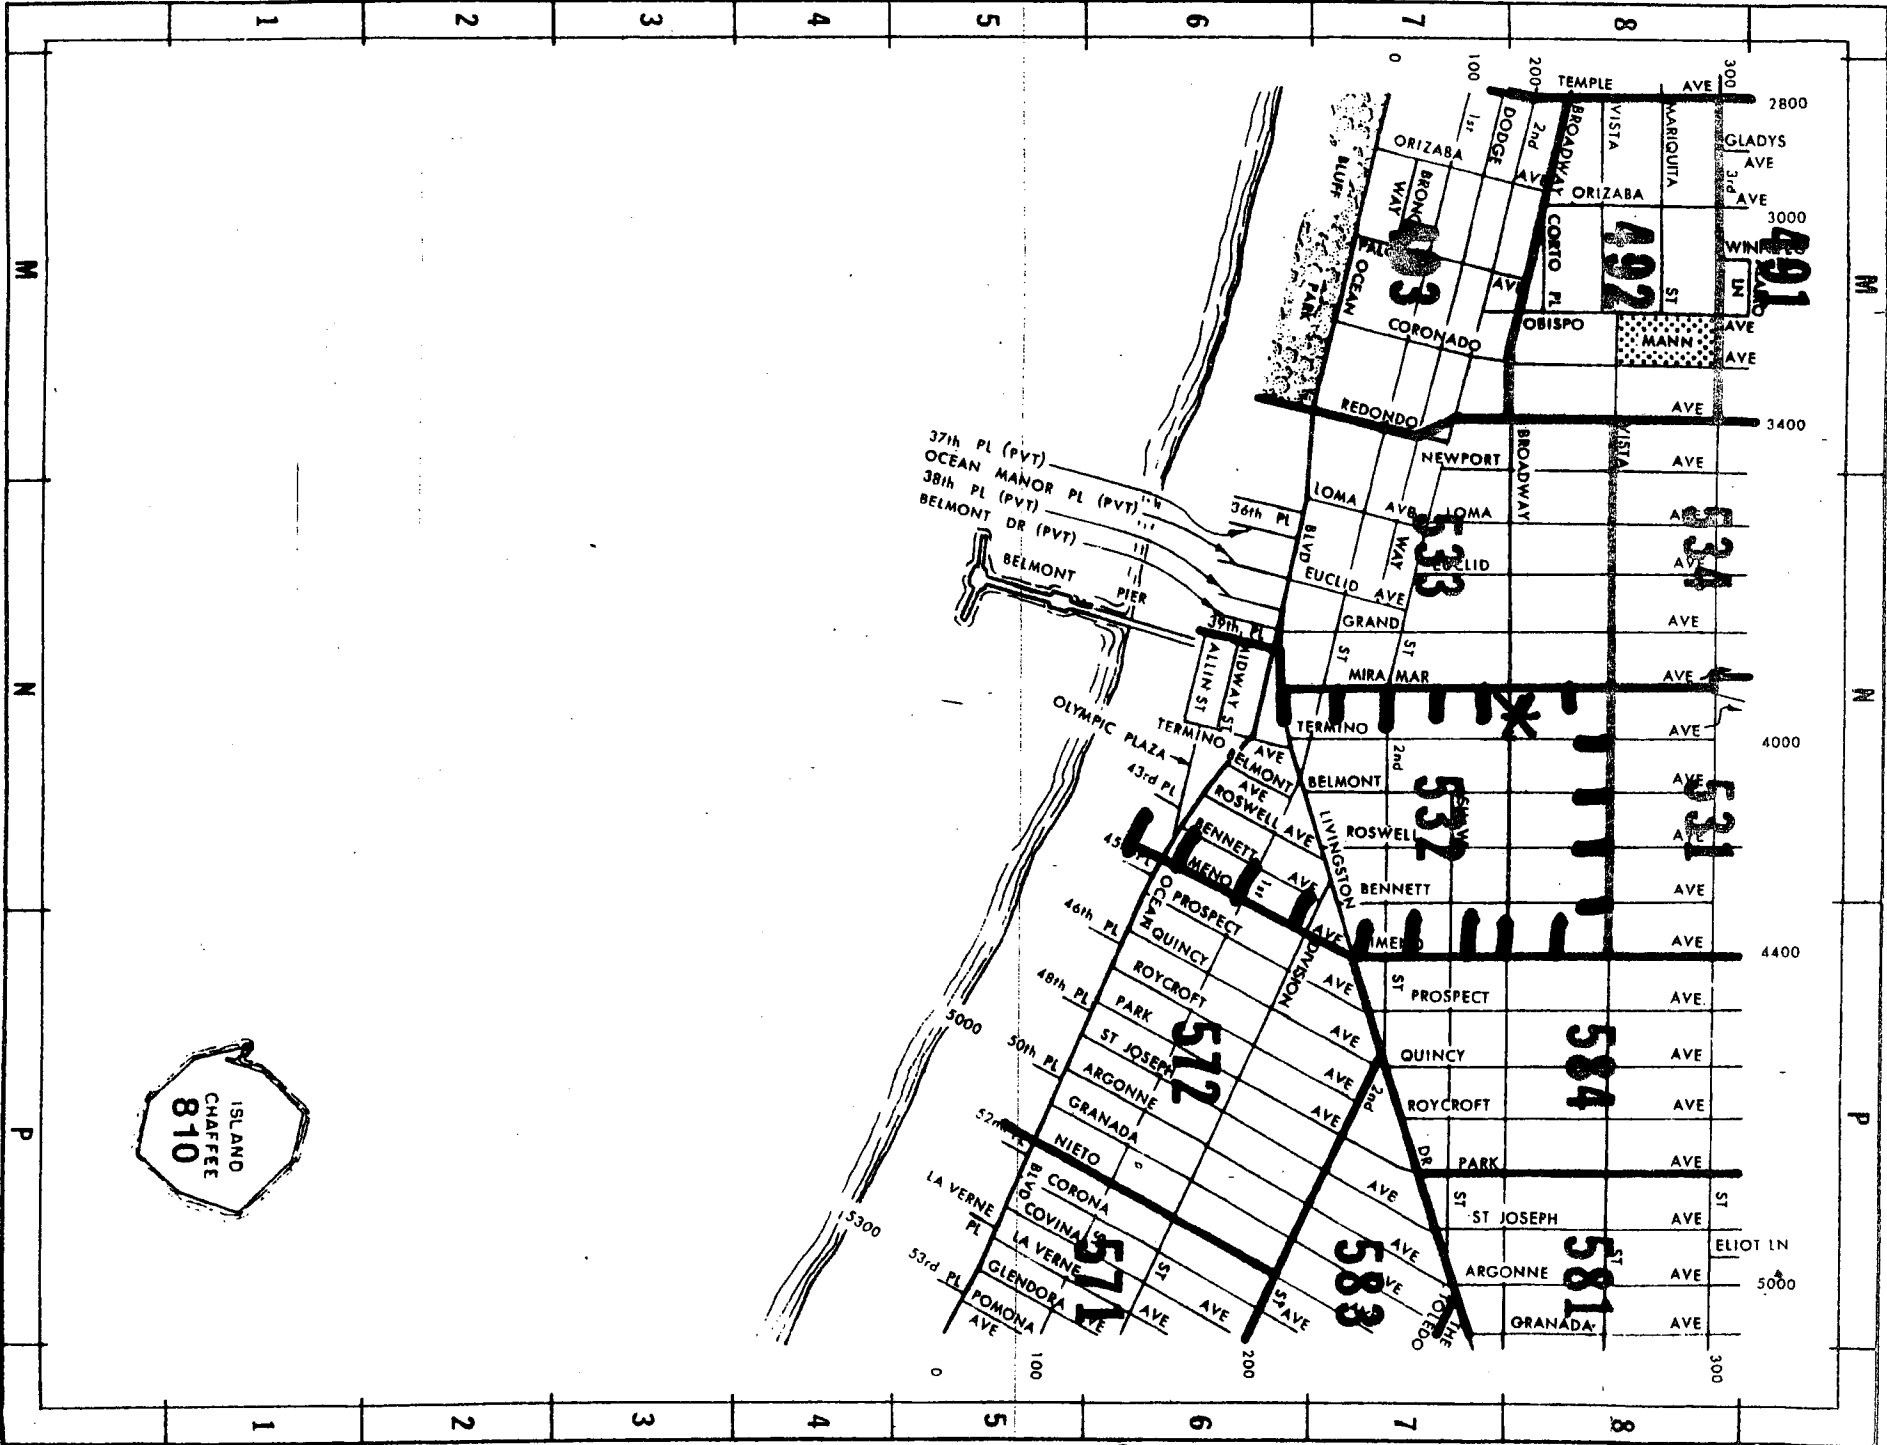 1 2 3 4 5 6 7 8
M
N
P
M
N
P
0 100 200 300
TEMPLE AVE
2800
BLUFF PARK
ORIZABA AVE
1st
DODGE
2nd
BROADWAY
VISTA
MARIQUITA ST
GLADYS AVE
3rd
ORIZABA AVE
3000
WAY
OCEAN
CORTO PL
492
491
LN
AVE
CORONADO
OBISPO AVE
MANN
AVE
REDONDO AVE
3400
37th PL (PVT)
OCEAN MANOR PL (PVT)
38th PL (PVT)
BELMONT DR (PVT)
BELMONT PIER
36th PL
39th PL
NEWPORT AVE
BROADWAY
VISTA
LOMA AVE
LOMA
BLVD
WAY
533
534
EUCLID AVE
EUCLID AVE
GRAND AVE
ST
ST
MIRA MAR AVE
ALLIN ST
MIDWAY ST
OLYMPIC PLAZA
TERMINO AVE
TERMINO AVE
4000
43rd PL
BELMONT AVE
BELMONT AVE
2nd
532
531
ROSWELL AVE
ROSWELL
LIVINGSTON
BENNETT AVE
BENNETT AVE
1st
OCEAN
AVE
4400
46th PL
PROSPECT AVE
DIVISION
ST
PROSPECT AVE
QUINCY AVE
QUINCY AVE
48th PL
5000
ROYCROFT AVE
ROYCROFT AVE
572
584
PARK AVE
2nd
DR
PARK AVE
50th PL
ST JOSEPH AVE
ST
ST JOSEPH AVE
ST
ARGONNE AVE
ELIOT LN
ARGONNE AVE
5000
GRANADA
GRANADA AVE
NIETO
BLVD
CORONA
COVINA
571
583
581
ST
LA VERNE PL
LA VERNE AVE
5300
53rd PL
GLENDORA AVE
ST
THE TOLEDO
POMONA AVE
0 100 200 300
ISLAND
CHAFFEE
810
1 2 3 4 5 6 7 8